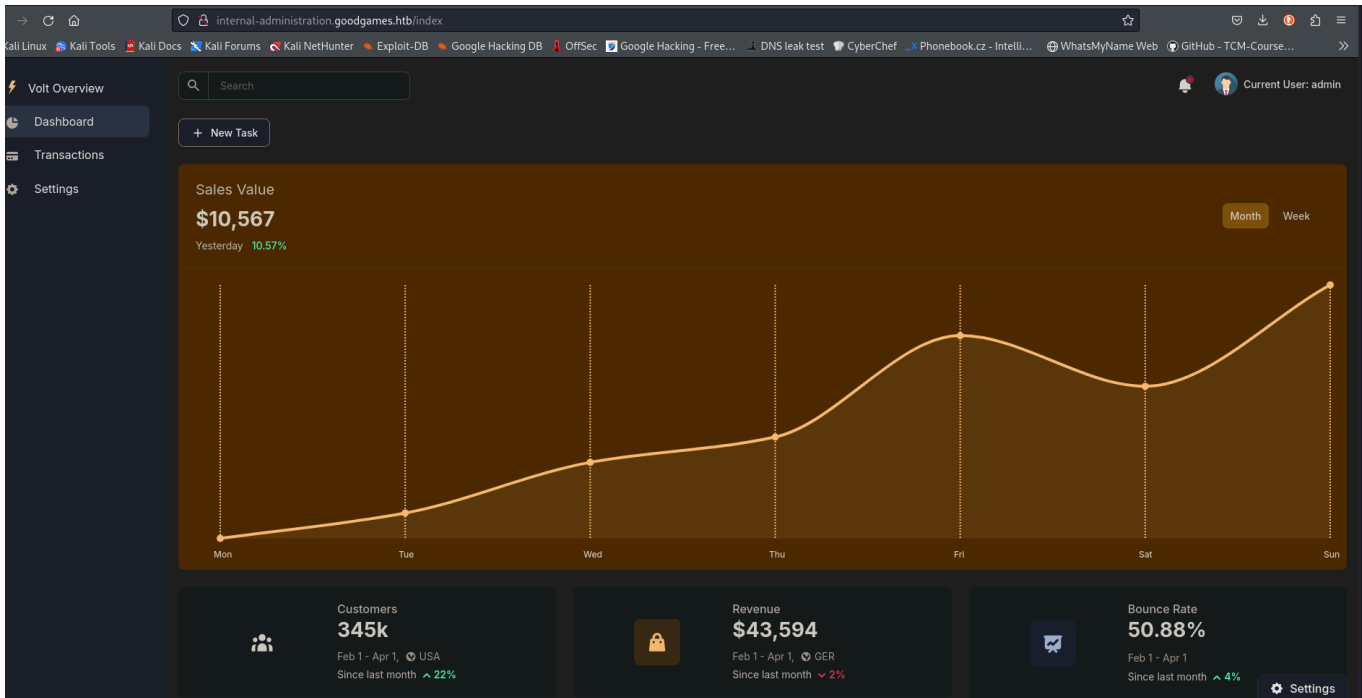 internal-administration.goodgames.htb/index
Kali Linux Kali Tools Kali Docs Kali Forums Kali NetHunter Exploit-DB Google Hacking DB OffSec Google Hacking - Free... DNS leak test CyberChef Phonebook.cz - Intelli... WhatsMyName Web GitHub - TCM-Course...
Volt Overview
Search
Current User: admin
Dashboard
+ New Task
Transactions
Settings
Sales Value
$10,567
Yesterday 10.57%
Month Week
Mon Tue Wed Thu Fri Sat Sun
Customers
345k
Feb 1 - Apr 1, USA
Since last month 22%
Revenue
$43,594
Feb 1 - Apr 1, GER
Since last month 2%
Bounce Rate
50.88%
Feb 1 - Apr 1
Since last month 4%
Settings